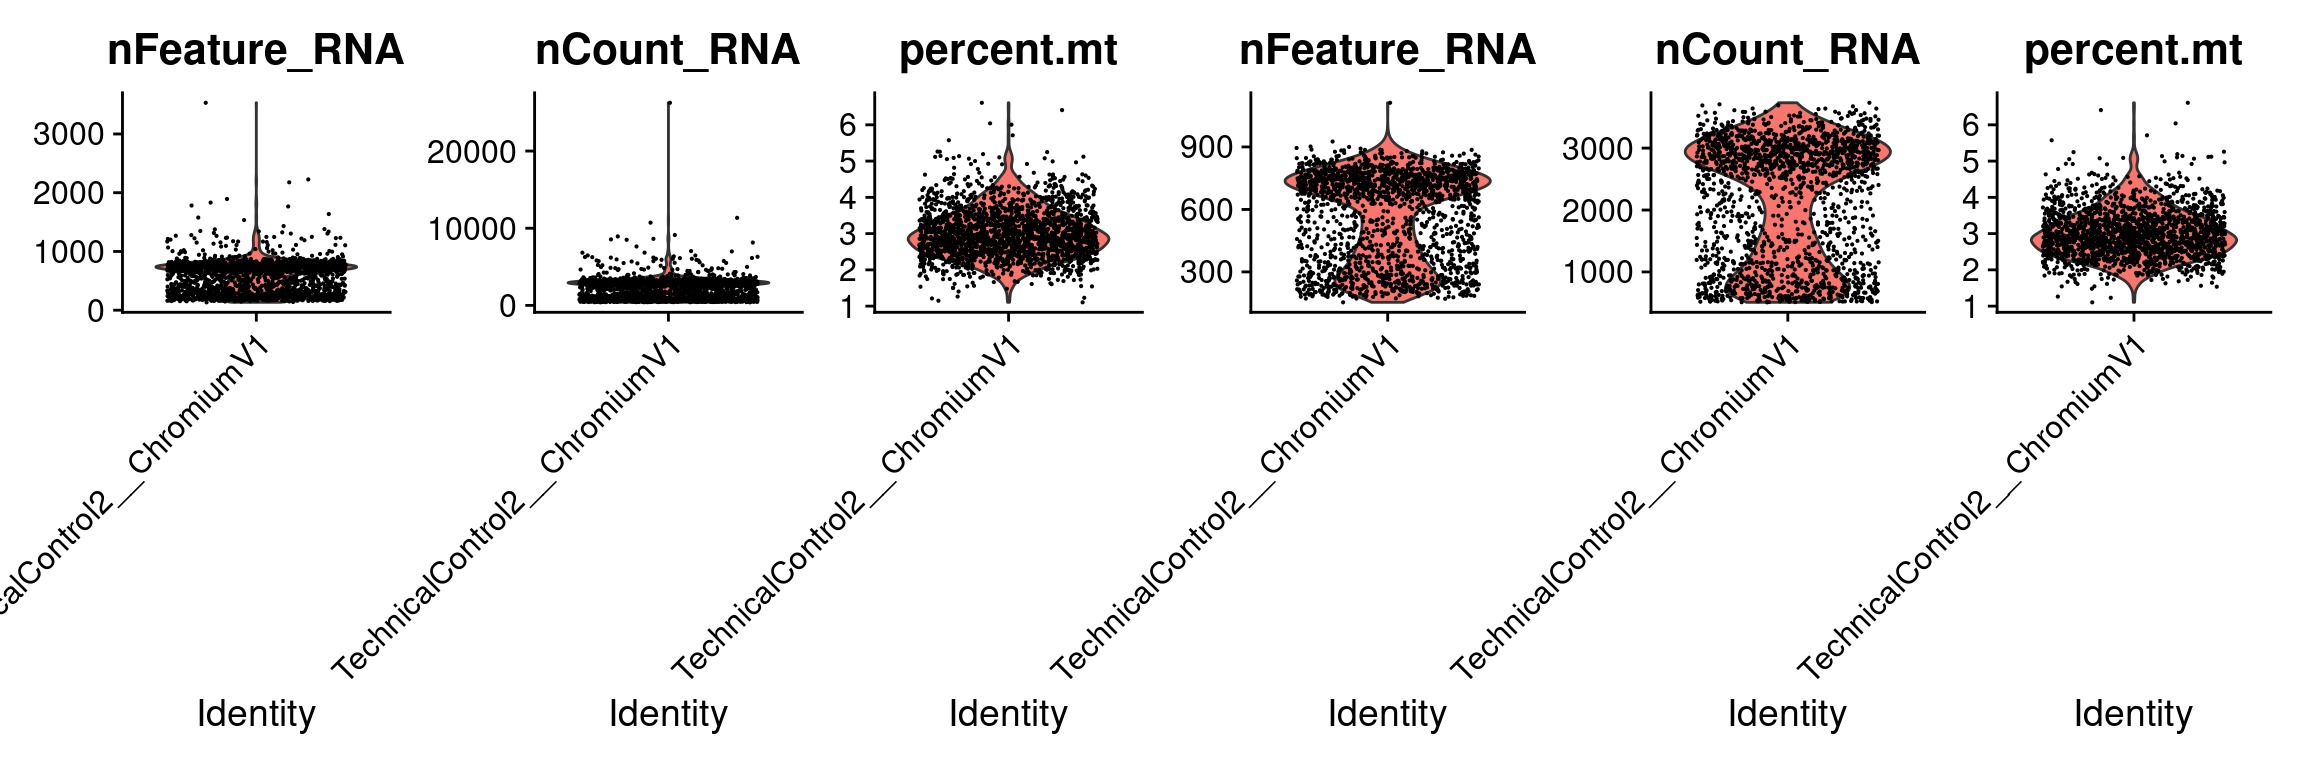 nFeature_RNA
3000
2000
1000
0
calControl2__ChromiumV1
Identity
nCount_RNA
20000
10000
0
TechnicalControl2__ChromiumV1
Identity
percent.mt
6
5
4
3
2
1
TechnicalControl2__ChromiumV1
Identity
nFeature_RNA
900
600
300
TechnicalControl2__ChromiumV1
Identity
nCount_RNA
3000
2000
1000
TechnicalControl2__ChromiumV1
Identity
percent.mt
6
5
4
3
2
1
TechnicalControl2__ChromiumV1
Identity